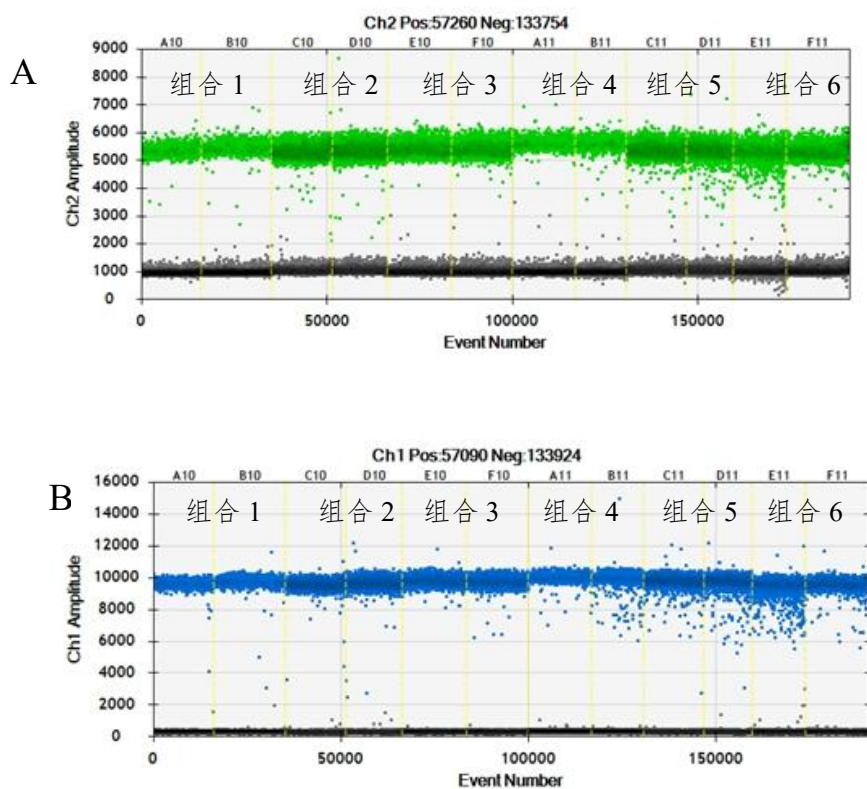 A
Ch2 Pos:57260 Neg:133754
A10 B10 C10 D10 E10 F10 A11 B11 C11 D11 E11 F11
组合 1 组合 2 组合 3 组合 4 组合 5 组合 6
Ch2 Amplitude
9000
8000
7000
6000
5000
4000
3000
2000
1000
0
0 50000 100000 150000
Event Number
B
Ch1 Pos:57090 Neg:133924
A10 B10 C10 D10 E10 F10 A11 B11 C11 D11 E11 F11
组合 1 组合 2 组合 3 组合 4 组合 5 组合 6
Ch1 Amplitude
16000
14000
12000
10000
8000
6000
4000
2000
0
0 50000 100000 150000
Event Number